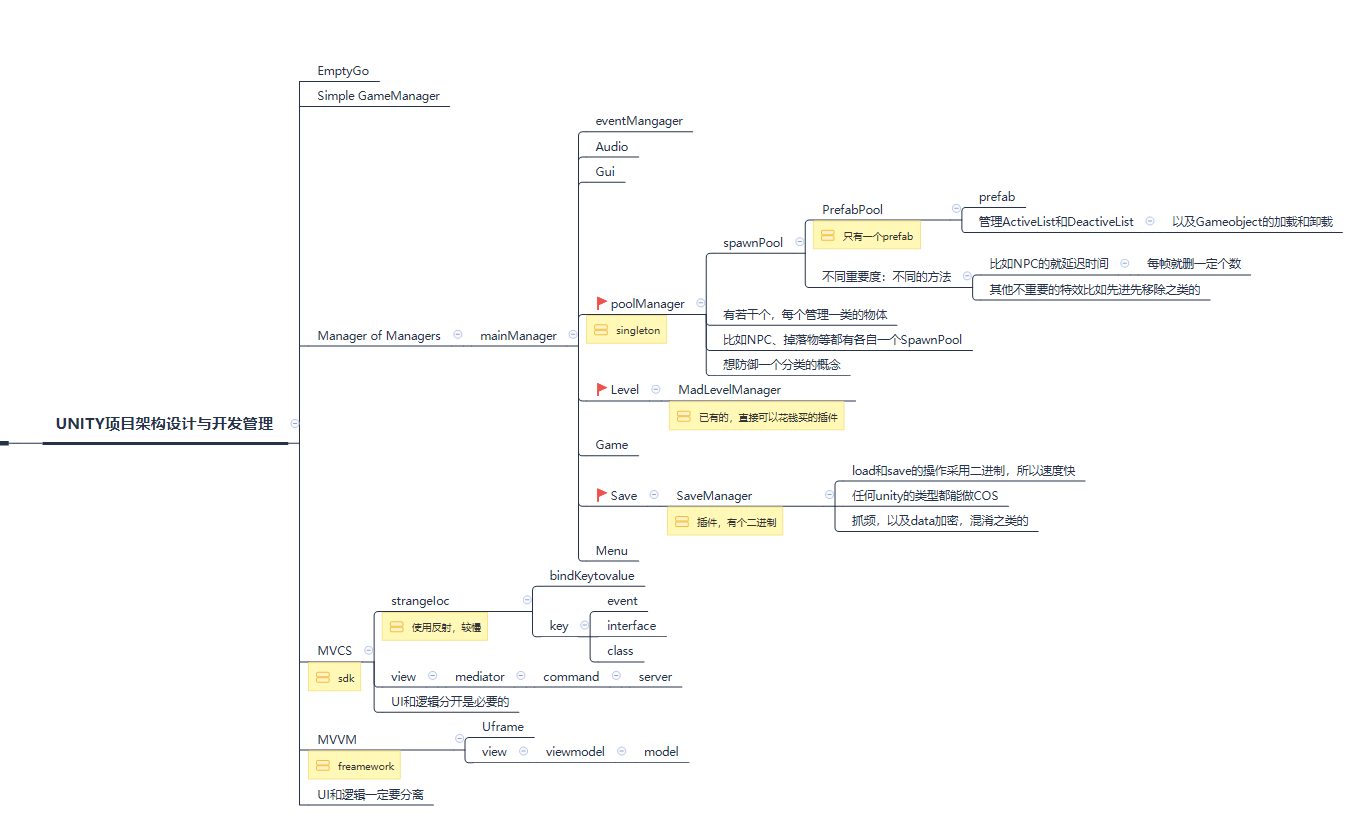 UNITY项目架构设计与开发管理
EmptyGo
Simple GameManager
Manager of Managers
mainManager
eventMangager
Audio
Gui
poolManager
singleton
spawnPool
PrefabPool
只有一个prefab
prefab
管理ActiveList和DeactiveList
以及Gameobject的加载和卸载
不同重要度：不同的方法
比如NPC的就延迟时间
每帧就删一定个数
其他不重要的特效比如先进先移除之类的
有若干个，每个管理一类的物体
比如NPC、掉落物等都有各自一个SpawnPool
想防御一个分类的概念
Level
MadLevelManager
已有的，直接可以花钱买的插件
Game
Save
SaveManager
插件，有个二进制
load和save的操作采用二进制，所以速度快
任何unity的类型都能做COS
抓频，以及data加密，混淆之类的
Menu
MVCS
sdk
strangeIoc
使用反射，较慢
bindKeytovalue
key
event
interface
class
view
mediator
command
server
UI和逻辑分开是必要的
MVVM
freamework
Uframe
view
viewmodel
model
UI和逻辑一定要分离